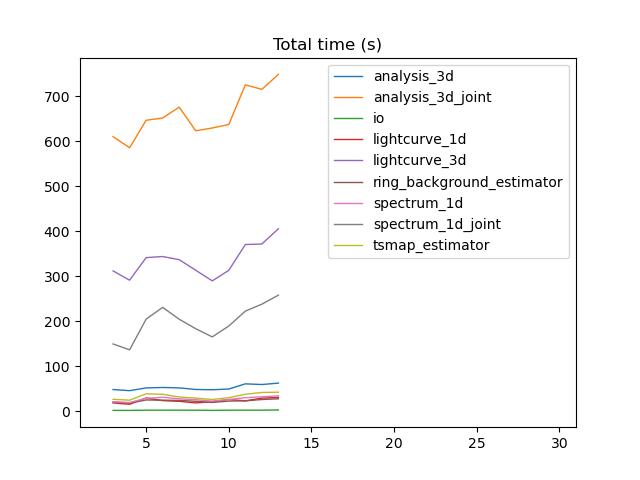 Total time (s)
700
600
500
400
300
200
100
0
5
10
15
20
25
30
analysis_3d
analysis_3d_joint
io
lightcurve_1d
lightcurve_3d
ring_background_estimator
spectrum_1d
spectrum_1d_joint
tsmap_estimator